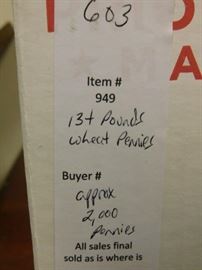 603
Item #
949
13+ Pounds
wheat Pennies
Buyer #
approx
2,000
Pennies
All sales final
sold as is where is